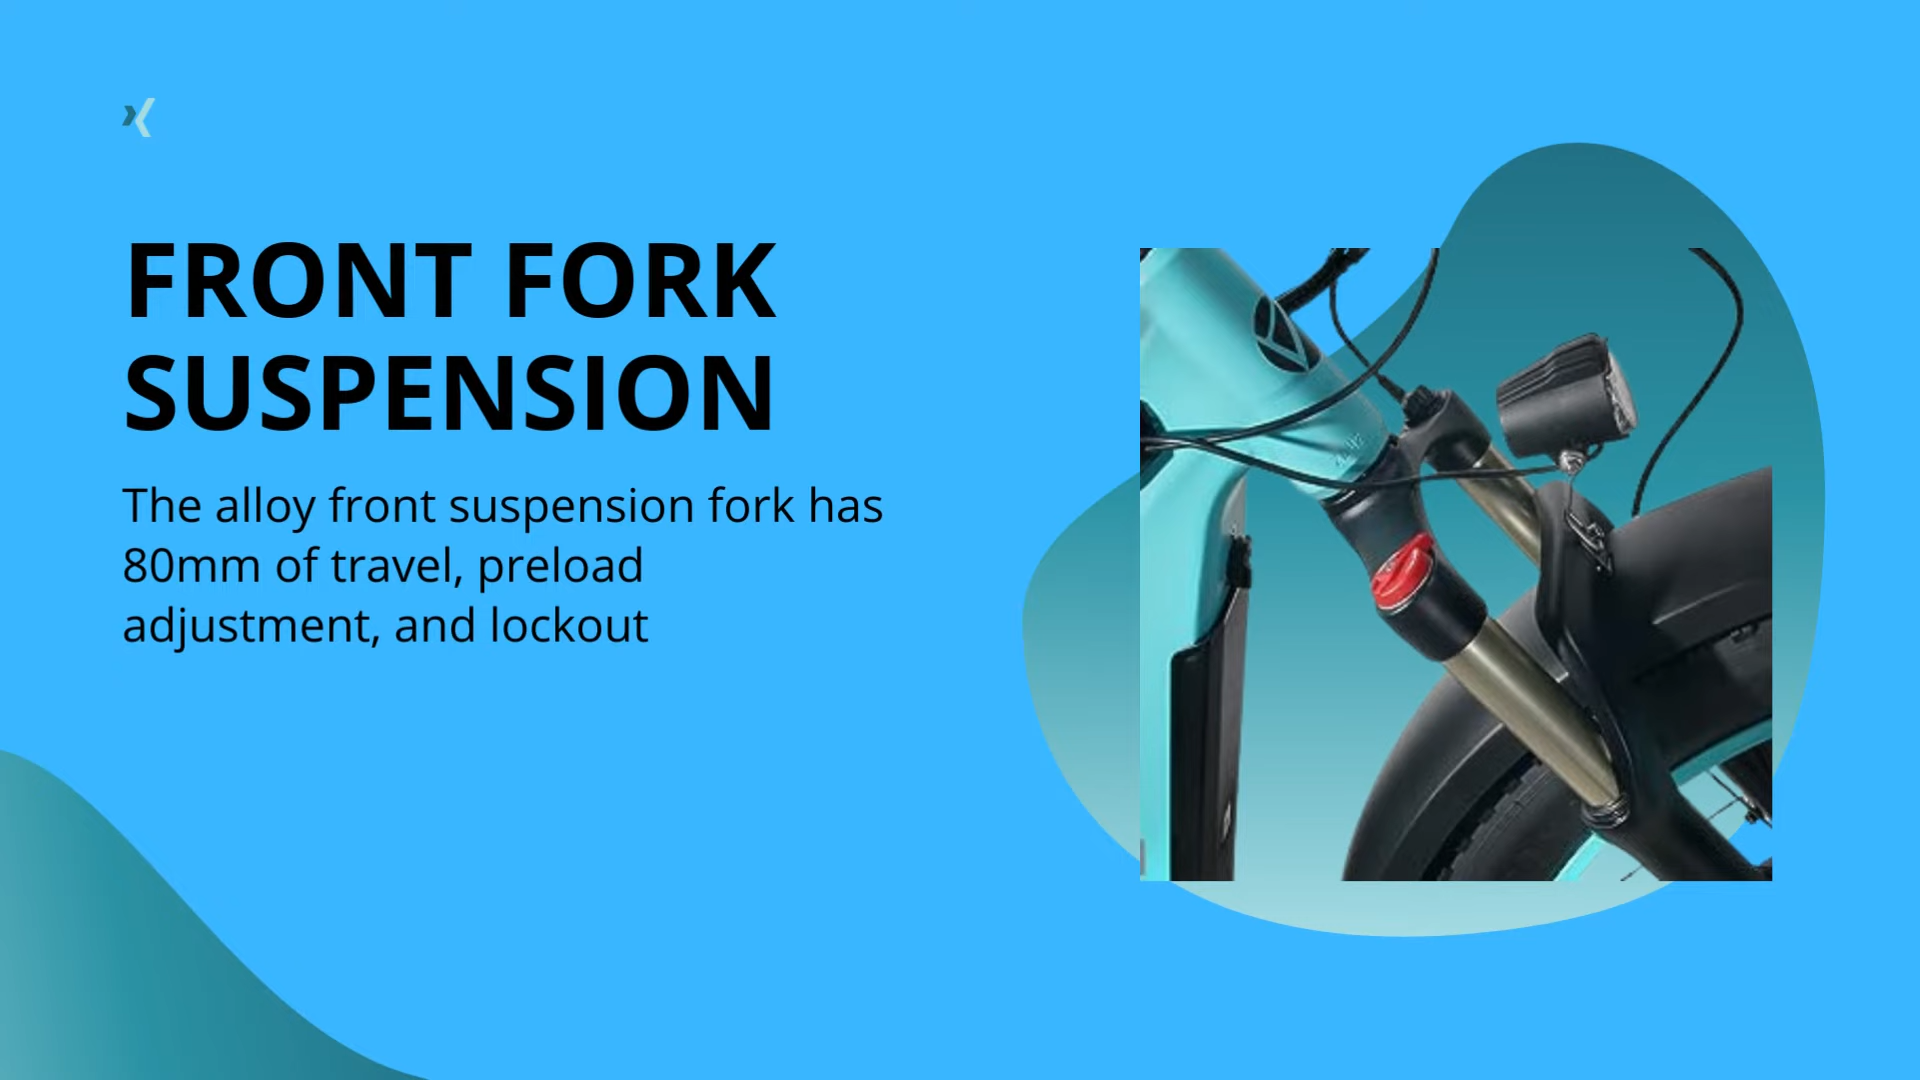 FRONT FORK
SUSPENSION
The alloy front suspension fork has
80mm of travel, preload
adjustment, and lockout